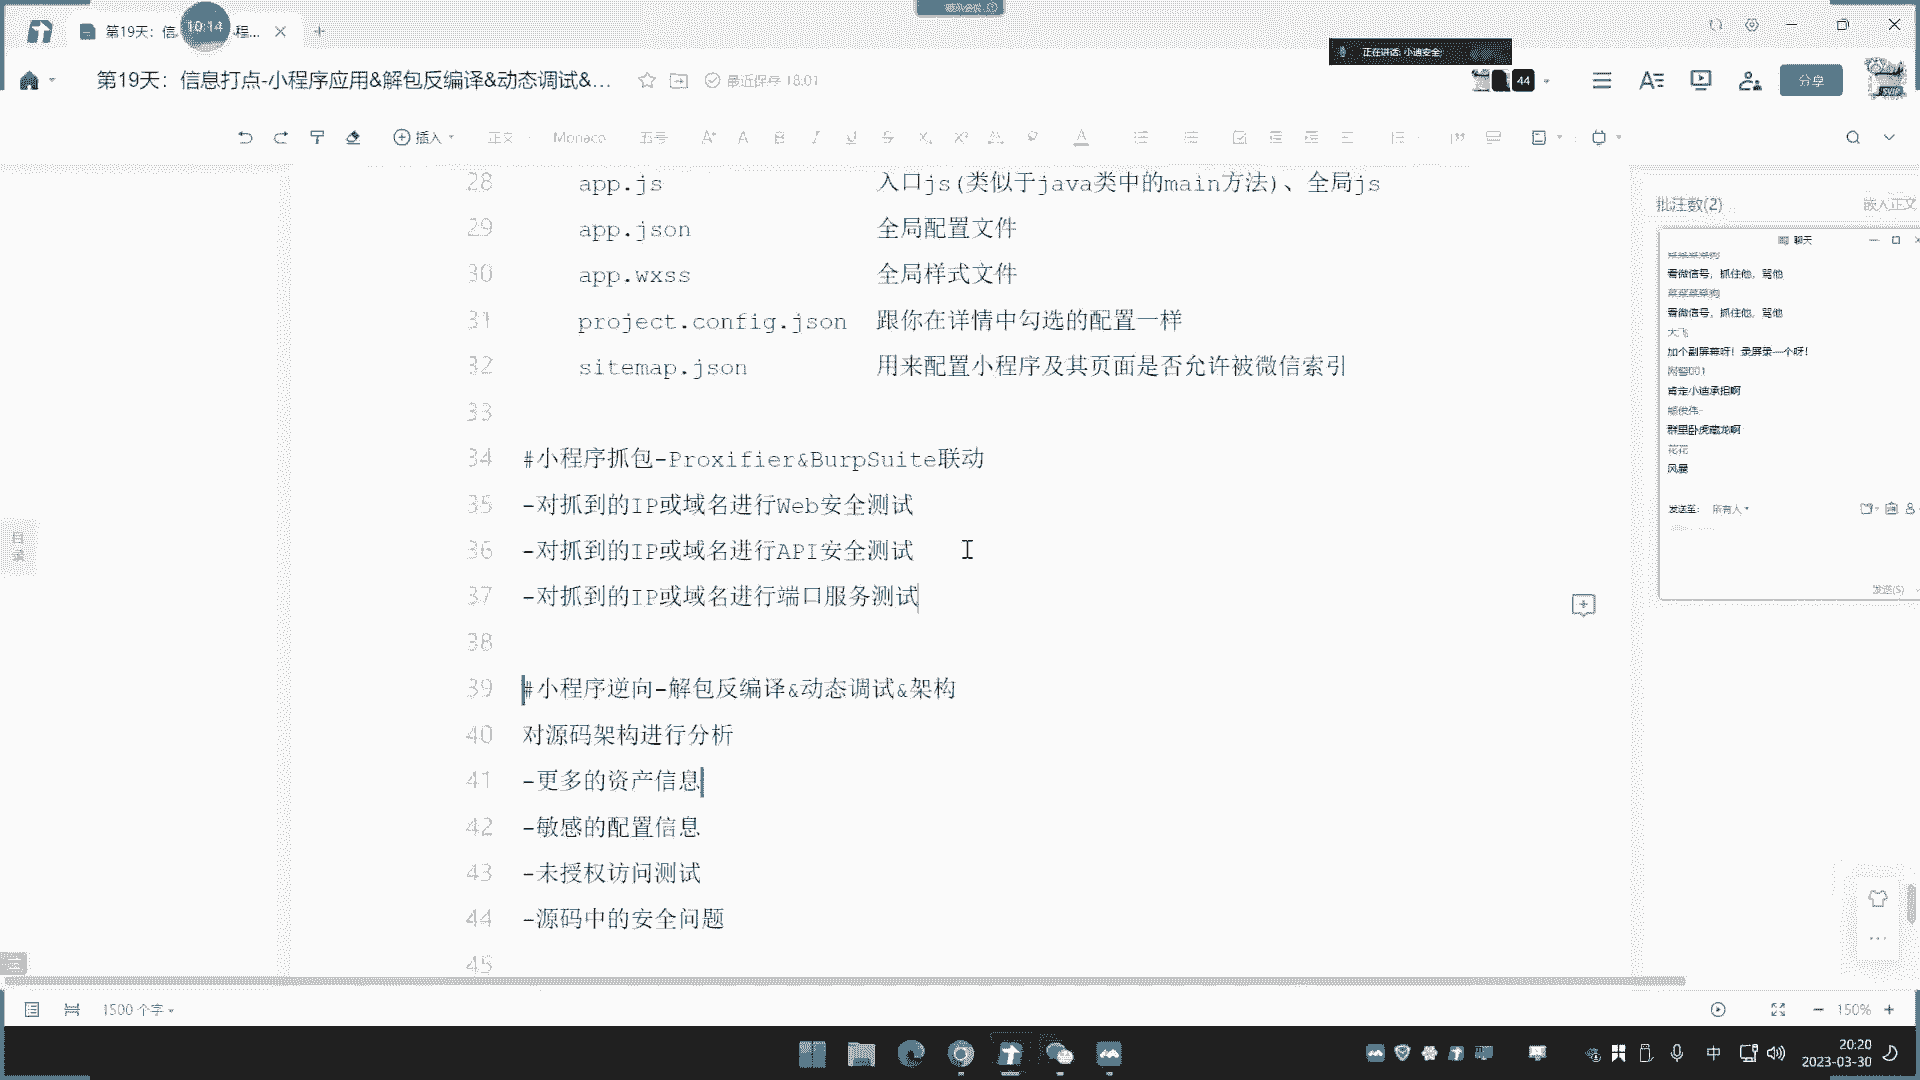 第19天：信
10:14
程...
正在讲话: 小迪安全:
第19天：信息打点-小程序应用&解包反编译&动态调试&...
最近保存 18:01
44
分享
插入
正文
Monaco
五号
28 app.js 入口js(类似于java类中的main方法)、全局js
29 app.json 全局配置文件
30 app.wxss 全局样式文件
31 project.config.json 跟你在详情中勾选的配置一样
32 sitemap.json 用来配置小程序及其页面是否允许被微信索引
33
34 #小程序抓包-Proxifier&BurpSuite联动
35 -对抓到的IP或域名进行Web安全测试
36 -对抓到的IP或域名进行API安全测试
37 -对抓到的IP或域名进行端口服务测试
38
39 #小程序逆向-解包反编译&动态调试&架构
40 对源码架构进行分析
41 -更多的资产信息
42 -敏感的配置信息
43 -未授权访问测试
44 -源码中的安全问题
45
目录
批注数(2)
嵌入正文
聊天
看微信号，抓住他，骂他
看微信号，抓住他，骂他
大飞
加个副屏幕呀！录屏录一个呀！
网警001
肯定小迪承担啊
熊俊伟
群里卧虎藏龙啊
花花
风景
发送至: 所有人
发送(S)
1500 个字
150%
中
20:20
2023-03-30